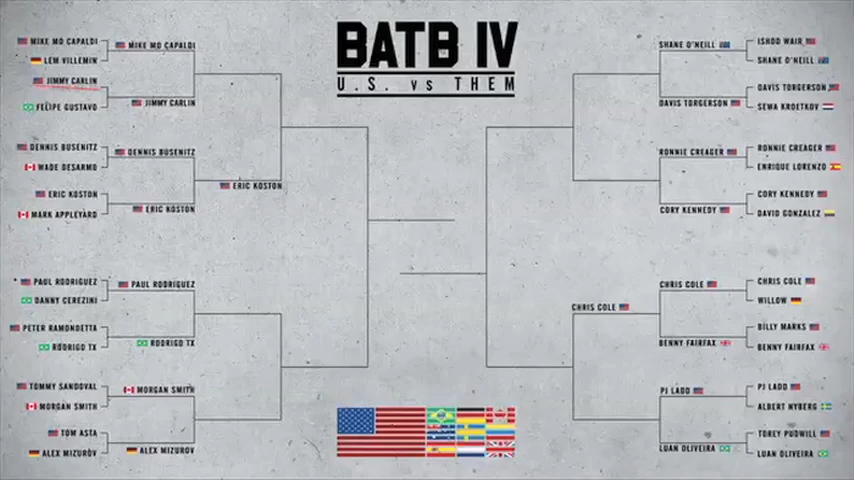 BATB IV
U.S. vs THEM
MIKE MO CAPALDI
LEM VILLEMIN
JIMMY CARLIN
FELIPE GUSTAVO
DENNIS BUSENITZ
WADE DESARMO
ERIC KOSTON
MARK APPLEYARD
PAUL RODRIGUEZ
DANNY CEREZINI
PETER RAMONDETTA
RODRIGO TX
TOMMY SANDOVAL
MORGAN SMITH
TOM ASTA
ALEX MIZUROV
MIKE MO CAPALDI
JIMMY CARLIN
DENNIS BUSENITZ
ERIC KOSTON
PAUL RODRIGUEZ
RODRIGO TX
MORGAN SMITH
ALEX MIZUROV
ERIC KOSTON
CHRIS COLE
SHANE O'NEILL
DAVIS TORGERSON
RONNIE CREAGER
CORY KENNEDY
CHRIS COLE
BENNY FAIRFAX
PJ LADD
LUAN OLIVEIRA
ISHOD WAIR
SHANE O'NEILL
DAVIS TORGERSON
SEWA KROETKOV
RONNIE CREAGER
ENRIQUE LORENZO
CORY KENNEDY
DAVID GONZALEZ
CHRIS COLE
WILLOW
BILLY MARKS
BENNY FAIRFAX
PJ LADD
ALBERT NYBERG
TOREY PUDWILL
LUAN OLIVEIRA